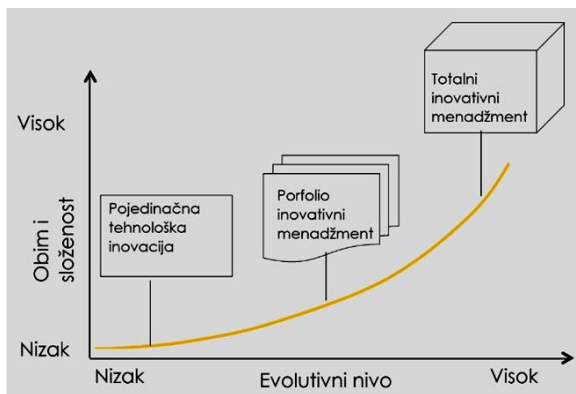 Totalni
inovativni
menadžment
Visok
Porfolio
inovativni
menadžment
Pojedinačna
tehnološka
inovacija
Obim i
složenost
Nizak
Nizak
Evolutivni nivo
Visok